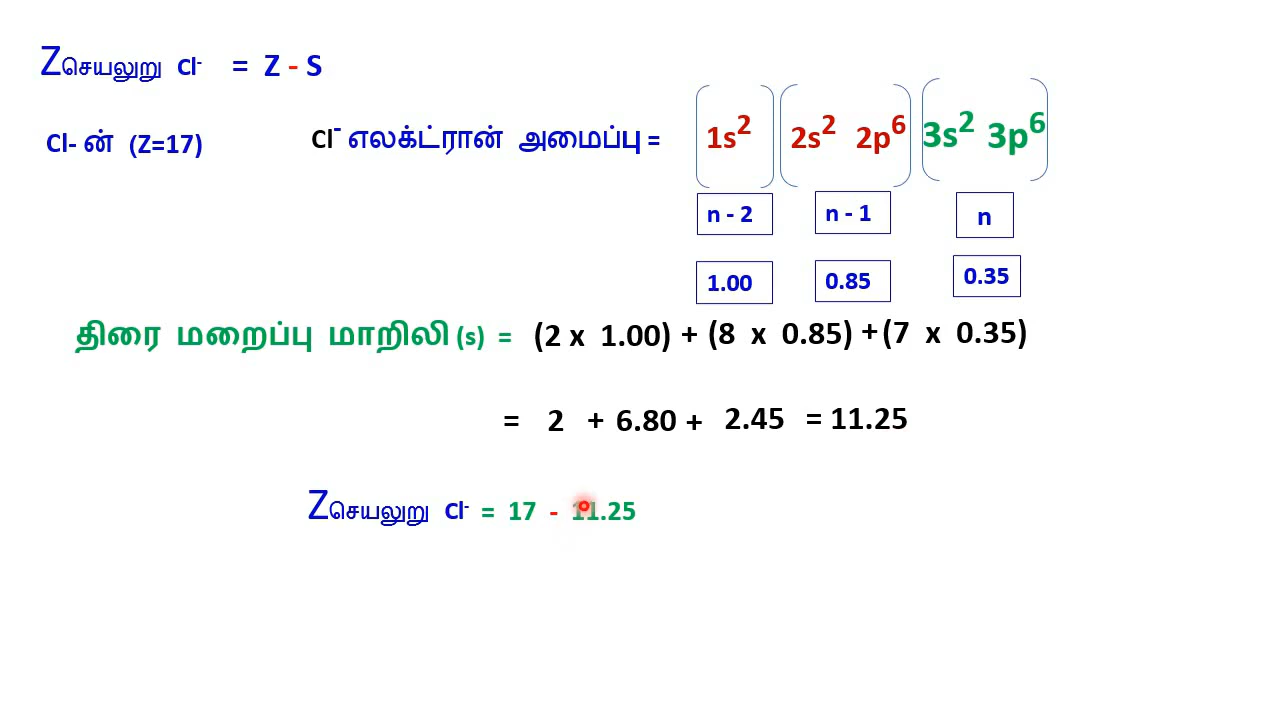 Zசெயலுறு Cl⁻ = Z - S
Cl- ன் (Z=17) Cl⁻ எலக்ட்ரான் அமைப்பு = 1s² 2s² 2p⁶ 3s² 3p⁶
n - 2 n - 1 n
1.00 0.85 0.35
திரை மறைப்பு மாறிலி (s) = (2 x 1.00) + (8 x 0.85) + (7 x 0.35)
= 2 + 6.80 + 2.45 = 11.25
Zசெயலுறு Cl⁻ = 17 - 11.25